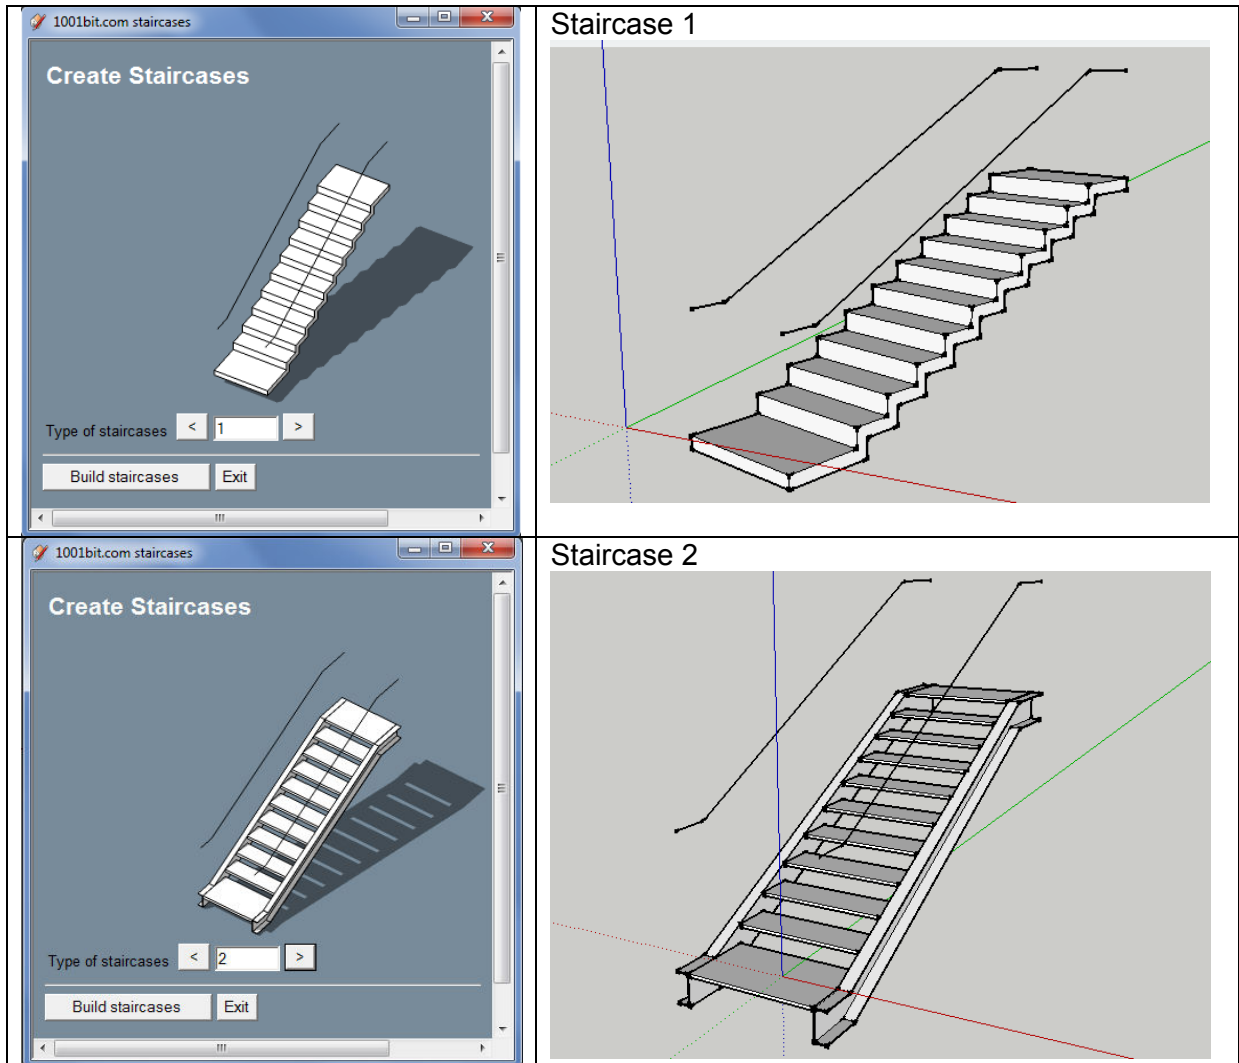 1001bit.com staircases
Create Staircases
Type of staircases < 1 >
Build staircases Exit
Staircase 1
1001bit.com staircases
Create Staircases
Type of staircases < 2 >
Build staircases Exit
Staircase 2